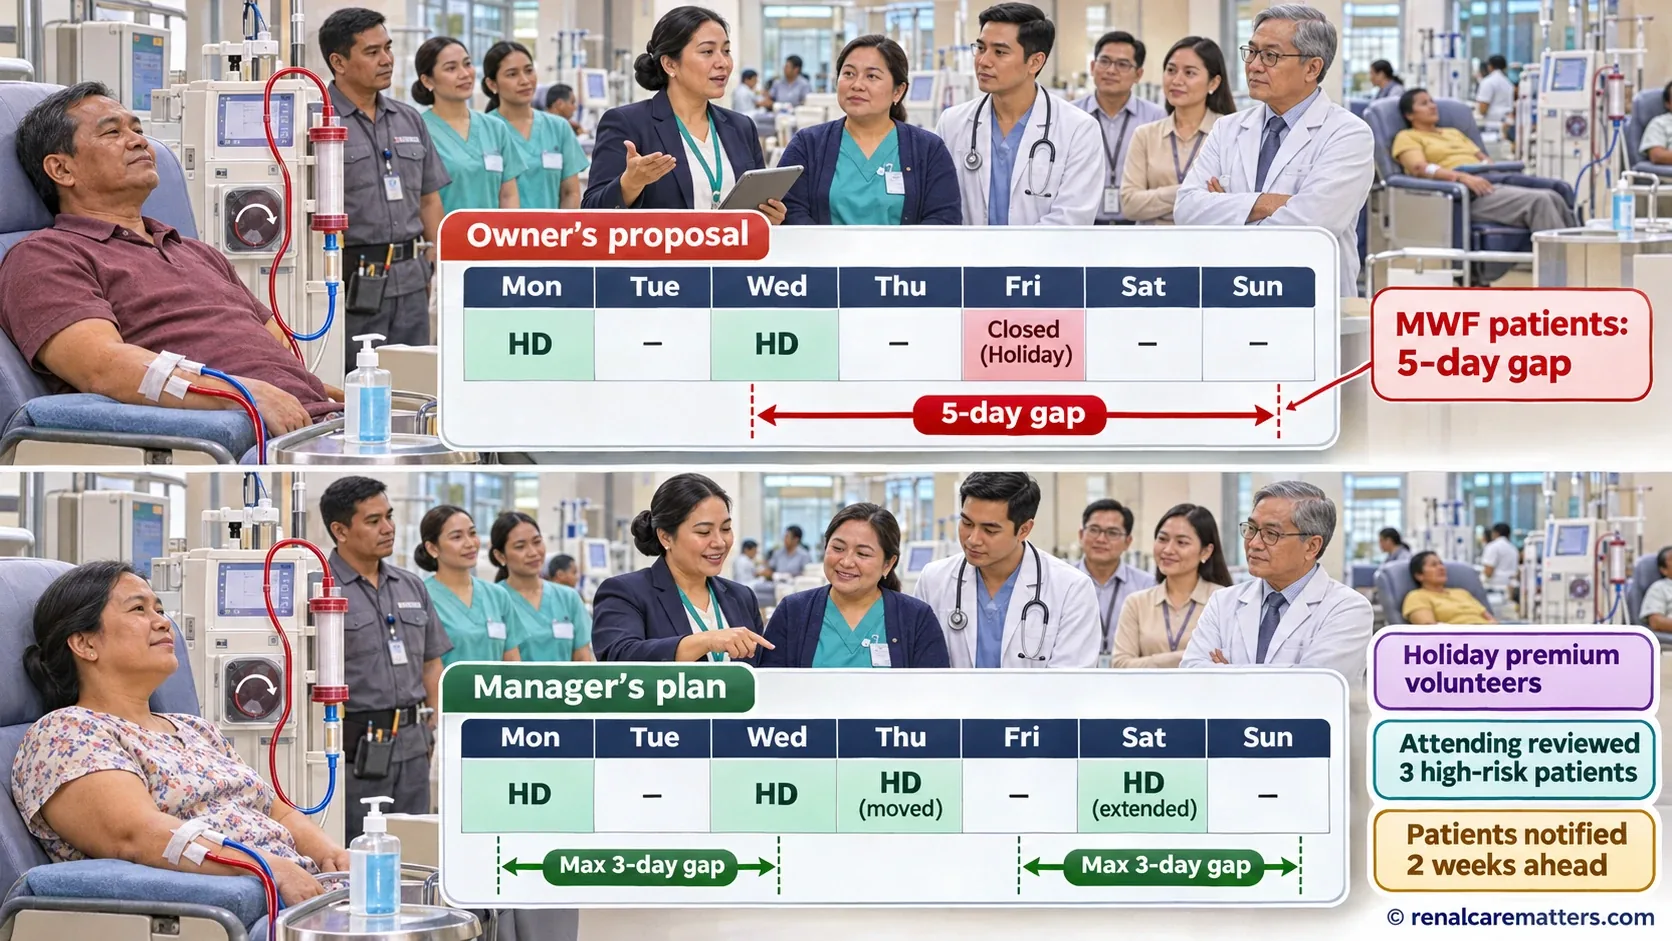 Owner's proposal
Mon Tue Wed Thu Fri Sat Sun
HD – HD – Closed (Holiday) – –
5-day gap
MWF patients:
5-day gap
Manager's plan
Mon Tue Wed Thu Fri Sat Sun
HD – HD HD (moved) – HD (extended) –
Max 3-day gap
Max 3-day gap
Holiday premium
volunteers
Attending reviewed
3 high-risk patients
Patients notified
2 weeks ahead
© renalcarematters.com